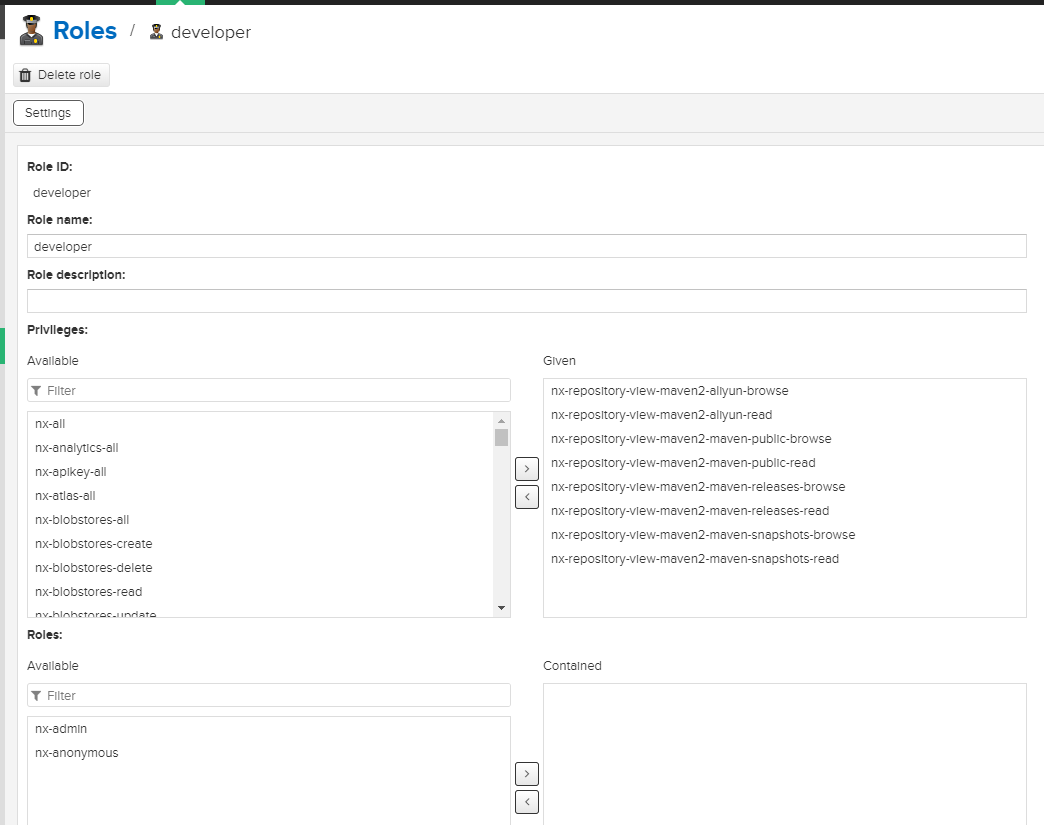 Roles / developer
Delete role
Settings
Role ID:
developer
Role name:
developer
Role description:
Privileges:
Available
Given
Filter
nx-all
nx-analytics-all
nx-apikey-all
nx-atlas-all
nx-blobstores-all
nx-blobstores-create
nx-blobstores-delete
nx-blobstores-read
nx-blobstores-update
nx-repository-view-maven2-aliyun-browse
nx-repository-view-maven2-aliyun-read
nx-repository-view-maven2-maven-public-browse
nx-repository-view-maven2-maven-public-read
nx-repository-view-maven2-maven-releases-browse
nx-repository-view-maven2-maven-releases-read
nx-repository-view-maven2-maven-snapshots-browse
nx-repository-view-maven2-maven-snapshots-read
Roles:
Available
Contained
Filter
nx-admin
nx-anonymous